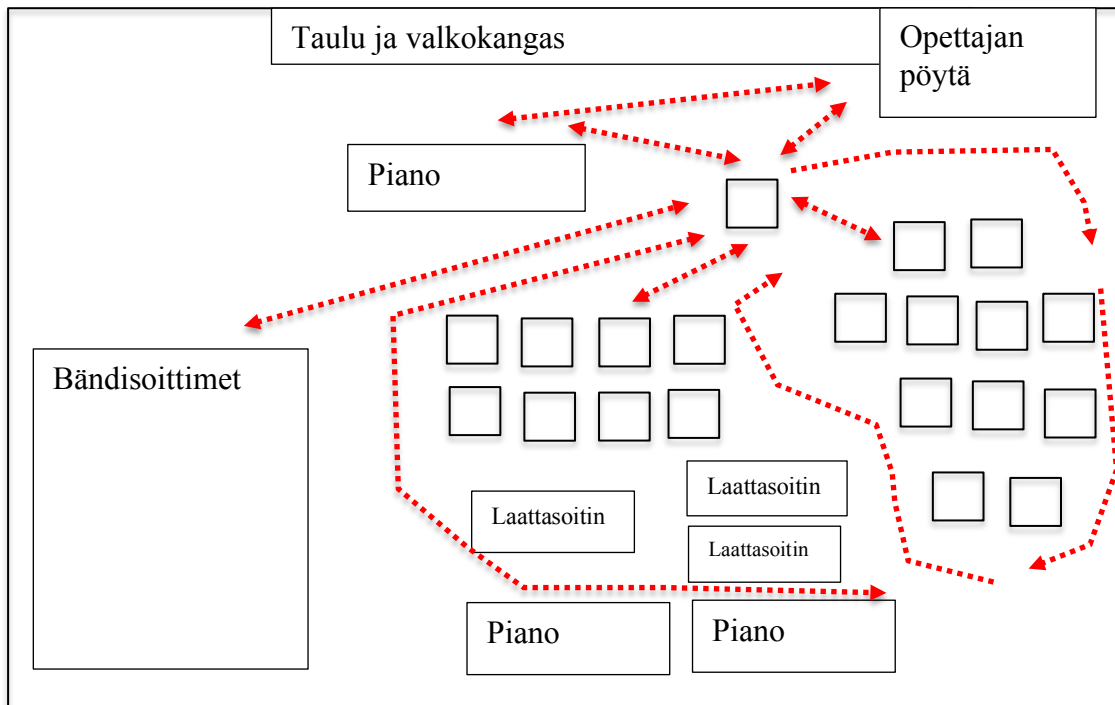 Taulu ja valkokangas
Opettajan
pöytä
Piano
Bändisoittimet
Laattasoitin
Laattasoitin
Laattasoitin
Piano
Piano